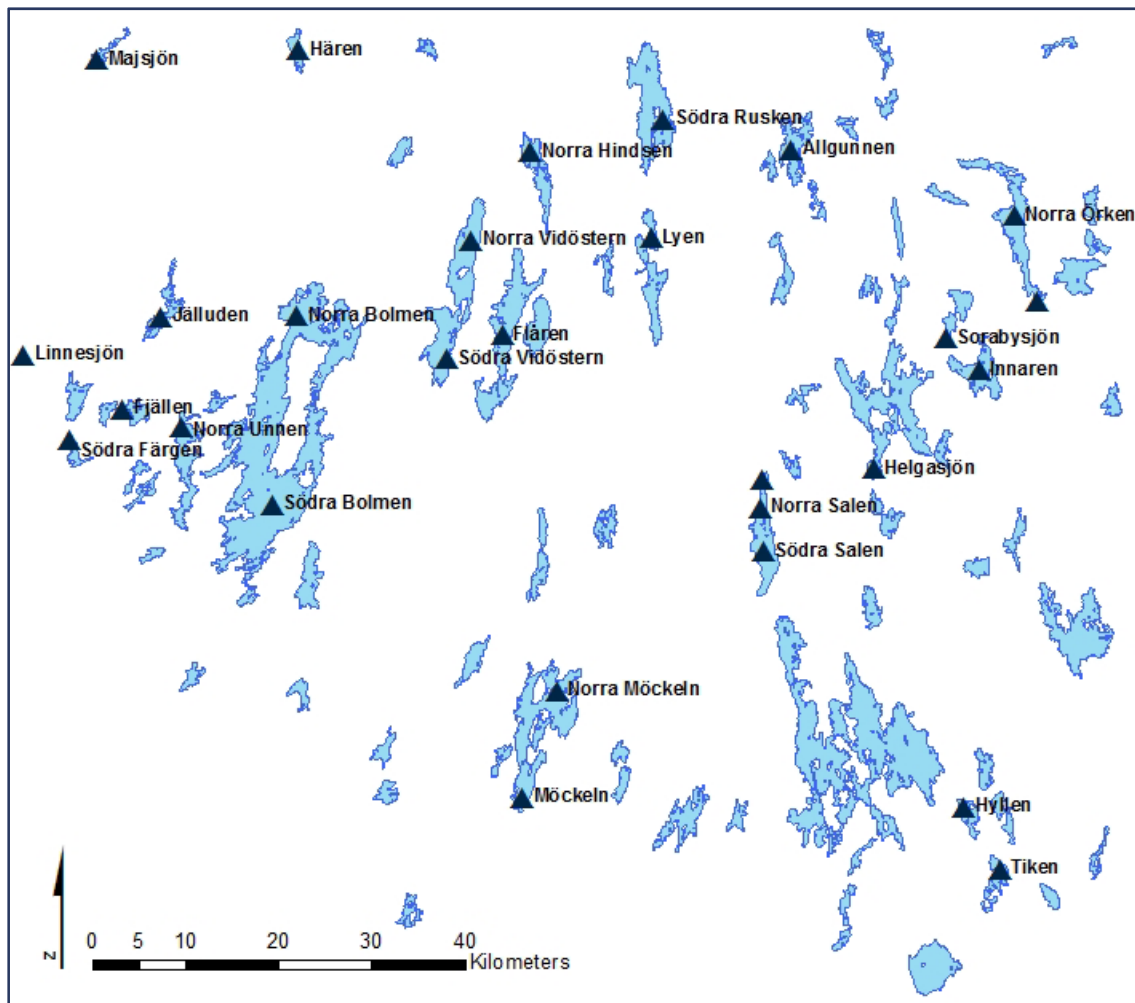 Hären
Majsjön
Södra Rusken
Allgunnen
Norra Hindsen
Norra Örken
Lyen
Norra Vidöstern
Jälluden
Norra Bolmen
Flåren
Sorabysjön
Linnesjön
Södra Vidöstern
Innaren
Fjällen
Norra Unnen
Södra Färgen
Helgasjön
Södra Bolmen
Norra Salen
Södra Salen
Norra Möckeln
Möckeln
Hyllen
Tiken
0 5 10 20 30 40
Kilometers
z